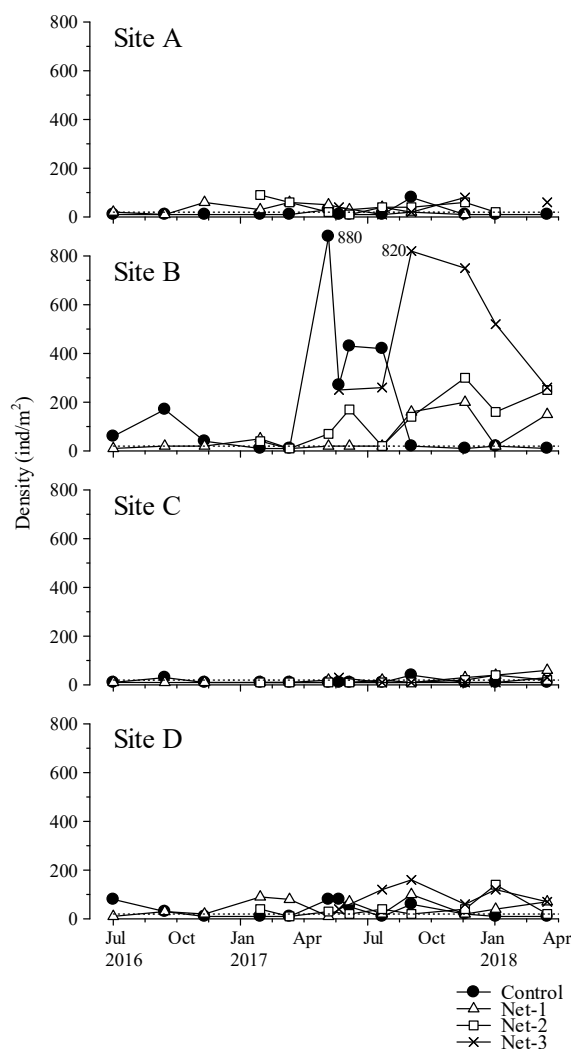 800
Site A
600
400
200
0
800
880
820
Site B
600
400
200
0
Density (ind/m²)
800
Site C
600
400
200
0
800
Site D
600
400
200
0
Jul Oct Jan Apr Jul Oct Jan Apr
2016 2017 2018
Control
Net-1
Net-2
Net-3